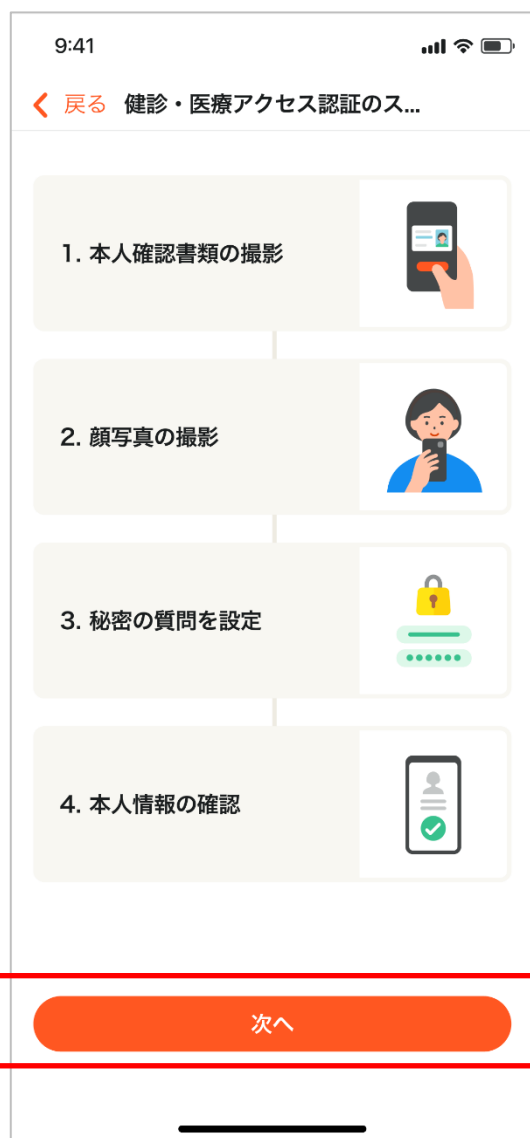 9:41
戻る 健診・医療アクセス認証のス...
1. 本人確認書類の撮影
2. 顔写真の撮影
3. 秘密の質問を設定
4. 本人情報の確認
次へ